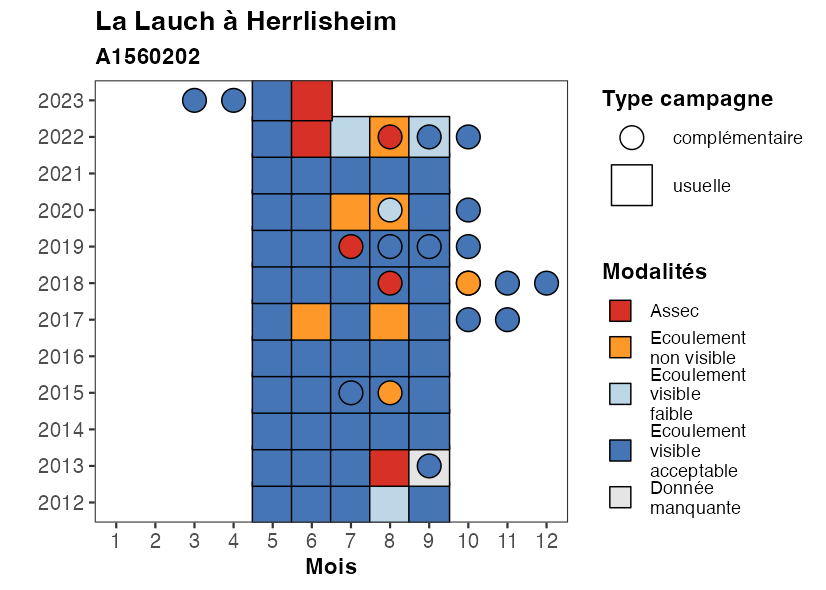 La Lauch à Herrlisheim
A1560202
2023
2022
2021
2020
2019
2018
2017
2016
2015
2014
2013
2012
1 2 3 4 5 6 7 8 9 10 11 12
Mois
Type campagne
complémentaire
usuelle
Modalités
Assec
Ecoulement
non visible
Ecoulement
visible
faible
Ecoulement
visible
acceptable
Donnée
manquante